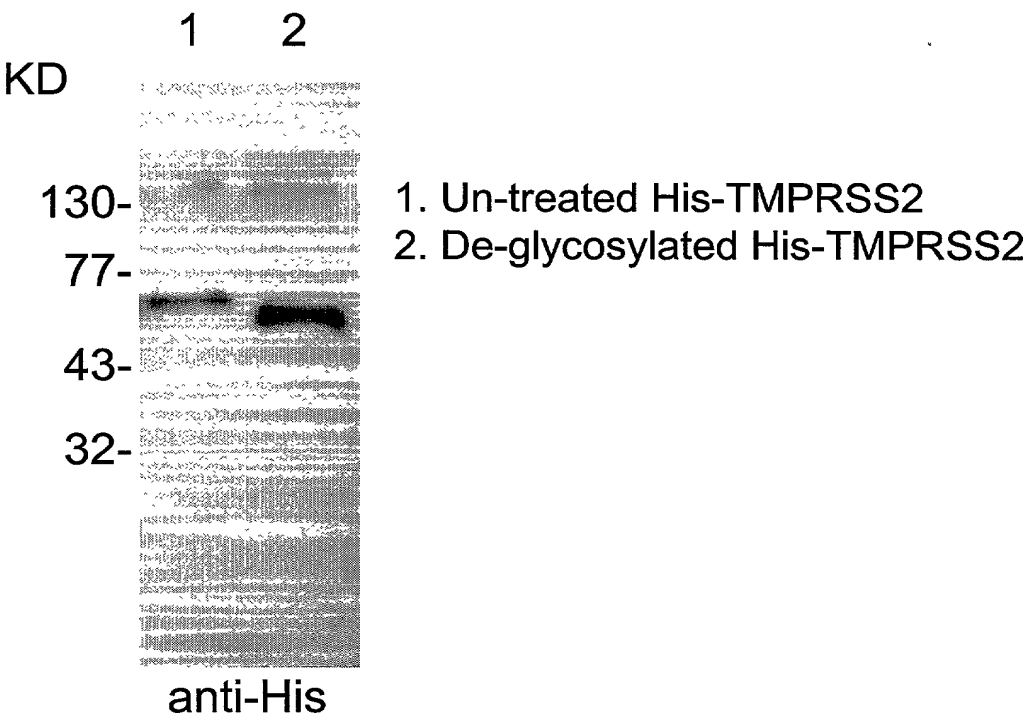 1 2
KD
130-
77-
43-
32-
1. Un-treated His-TMPRSS2
2. De-glycosylated His-TMPRSS2
anti-His